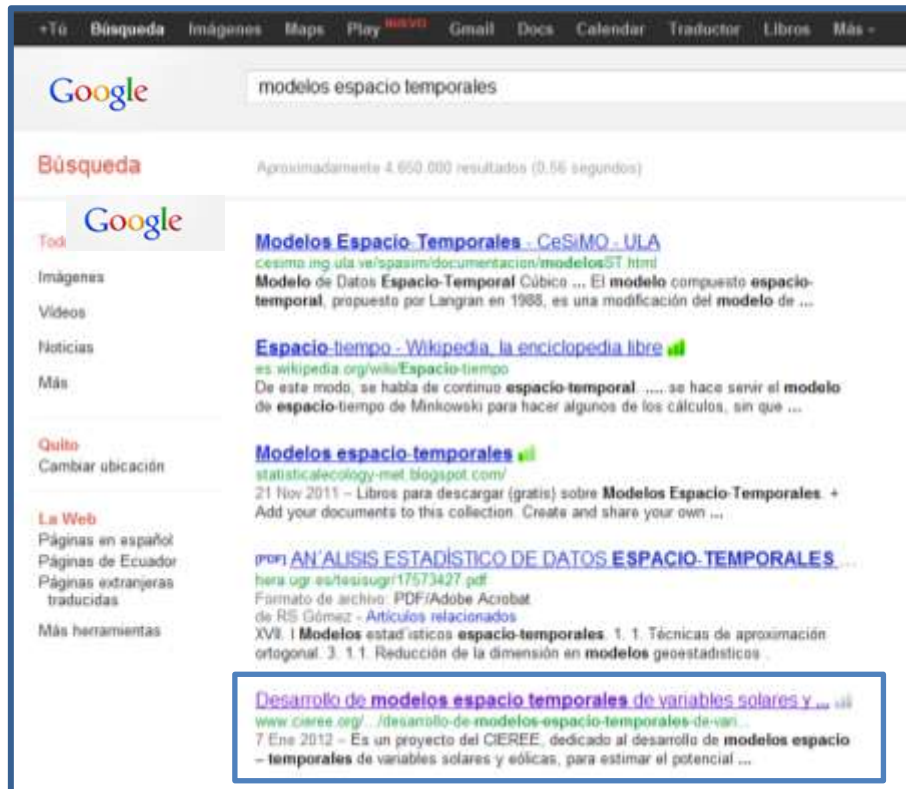 +Tú Búsqueda Imágenes Maps Play NUEVO Gmail Docs Calendar Traductor Libros Más
Google modelos espacio temporales
Búsqueda Aproximadamente 4.650.000 resultados (0,56 segundos)
Google
Tod
Imágenes
Vídeos
Noticias
Más
Quito
Cambiar ubicación
La Web
Páginas en español
Páginas de Ecuador
Páginas extranjeras
traducidas
Más herramientas
Modelos Espacio-Temporales - CeSiMO - ULA
cesimo.ing.ula.ve/spasim/documentacion/modelosST.html
Modelo de Datos Espacio-Temporal Cúbico ... El modelo compuesto espacio-
temporal, propuesto por Langran en 1988, es una modificación del modelo de ...
Espacio-tiempo - Wikipedia, la enciclopedia libre
es.wikipedia.org/wiki/Espacio-tiempo
De este modo, se habla de continuo espacio-temporal. .... se hace servir el modelo
de espacio-tiempo de Minkowski para hacer algunos de los cálculos, sin que ...
Modelos espacio-temporales
statisticalecology-met.blogspot.com/
21 Nov 2011 – Libros para descargar (gratis) sobre Modelos Espacio-Temporales. +
Add your documents to this collection. Create and share your own ...
[PDF] AN´ALISIS ESTADÍSTICO DE DATOS ESPACIO-TEMPORALES ...
hera.ugr.es/tesisugr/17573427.pdf
Formato de archivo: PDF/Adobe Acrobat
de RS Gómez - Artículos relacionados
XVII. I Modelos estad´ısticos espacio-temporales. 1. 1. Técnicas de aproximación
ortogonal. 3. 1.1. Reducción de la dimensión en modelos geoestadísticos .
Desarrollo de modelos espacio temporales de variables solares y ...
www.cieree.org/.../desarrollo-de-modelos-espacio-temporales-de-vari...
7 Ene 2012 – Es un proyecto del CIEREE, dedicado al desarrollo de modelos espacio
– temporales de variables solares y eólicas, para estimar el potencial ...